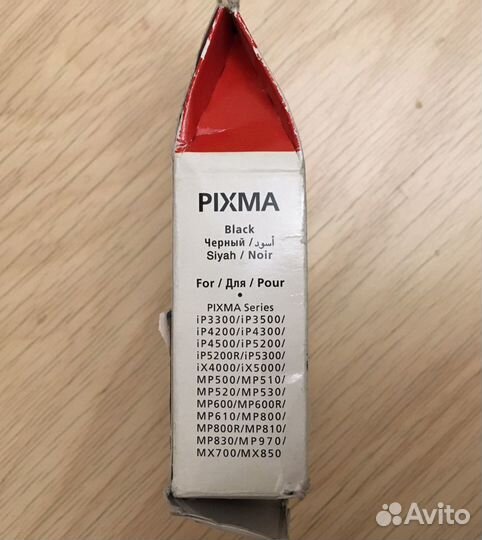 PIXMA
Black
Черный / أسود
Siyah / Noir
For / Для / Pour
•
PIXMA Series
iP3300/iP3500/
iP4200/iP4300/
iP4500/iP5200/
iP5200R/iP5300/
iX4000/iX5000/
MP500/MP510/
MP520/MP530/
MP600/MP600R/
MP610/MP800/
MP800R/MP810/
MP830/MP970/
MX700/MX850
Avito